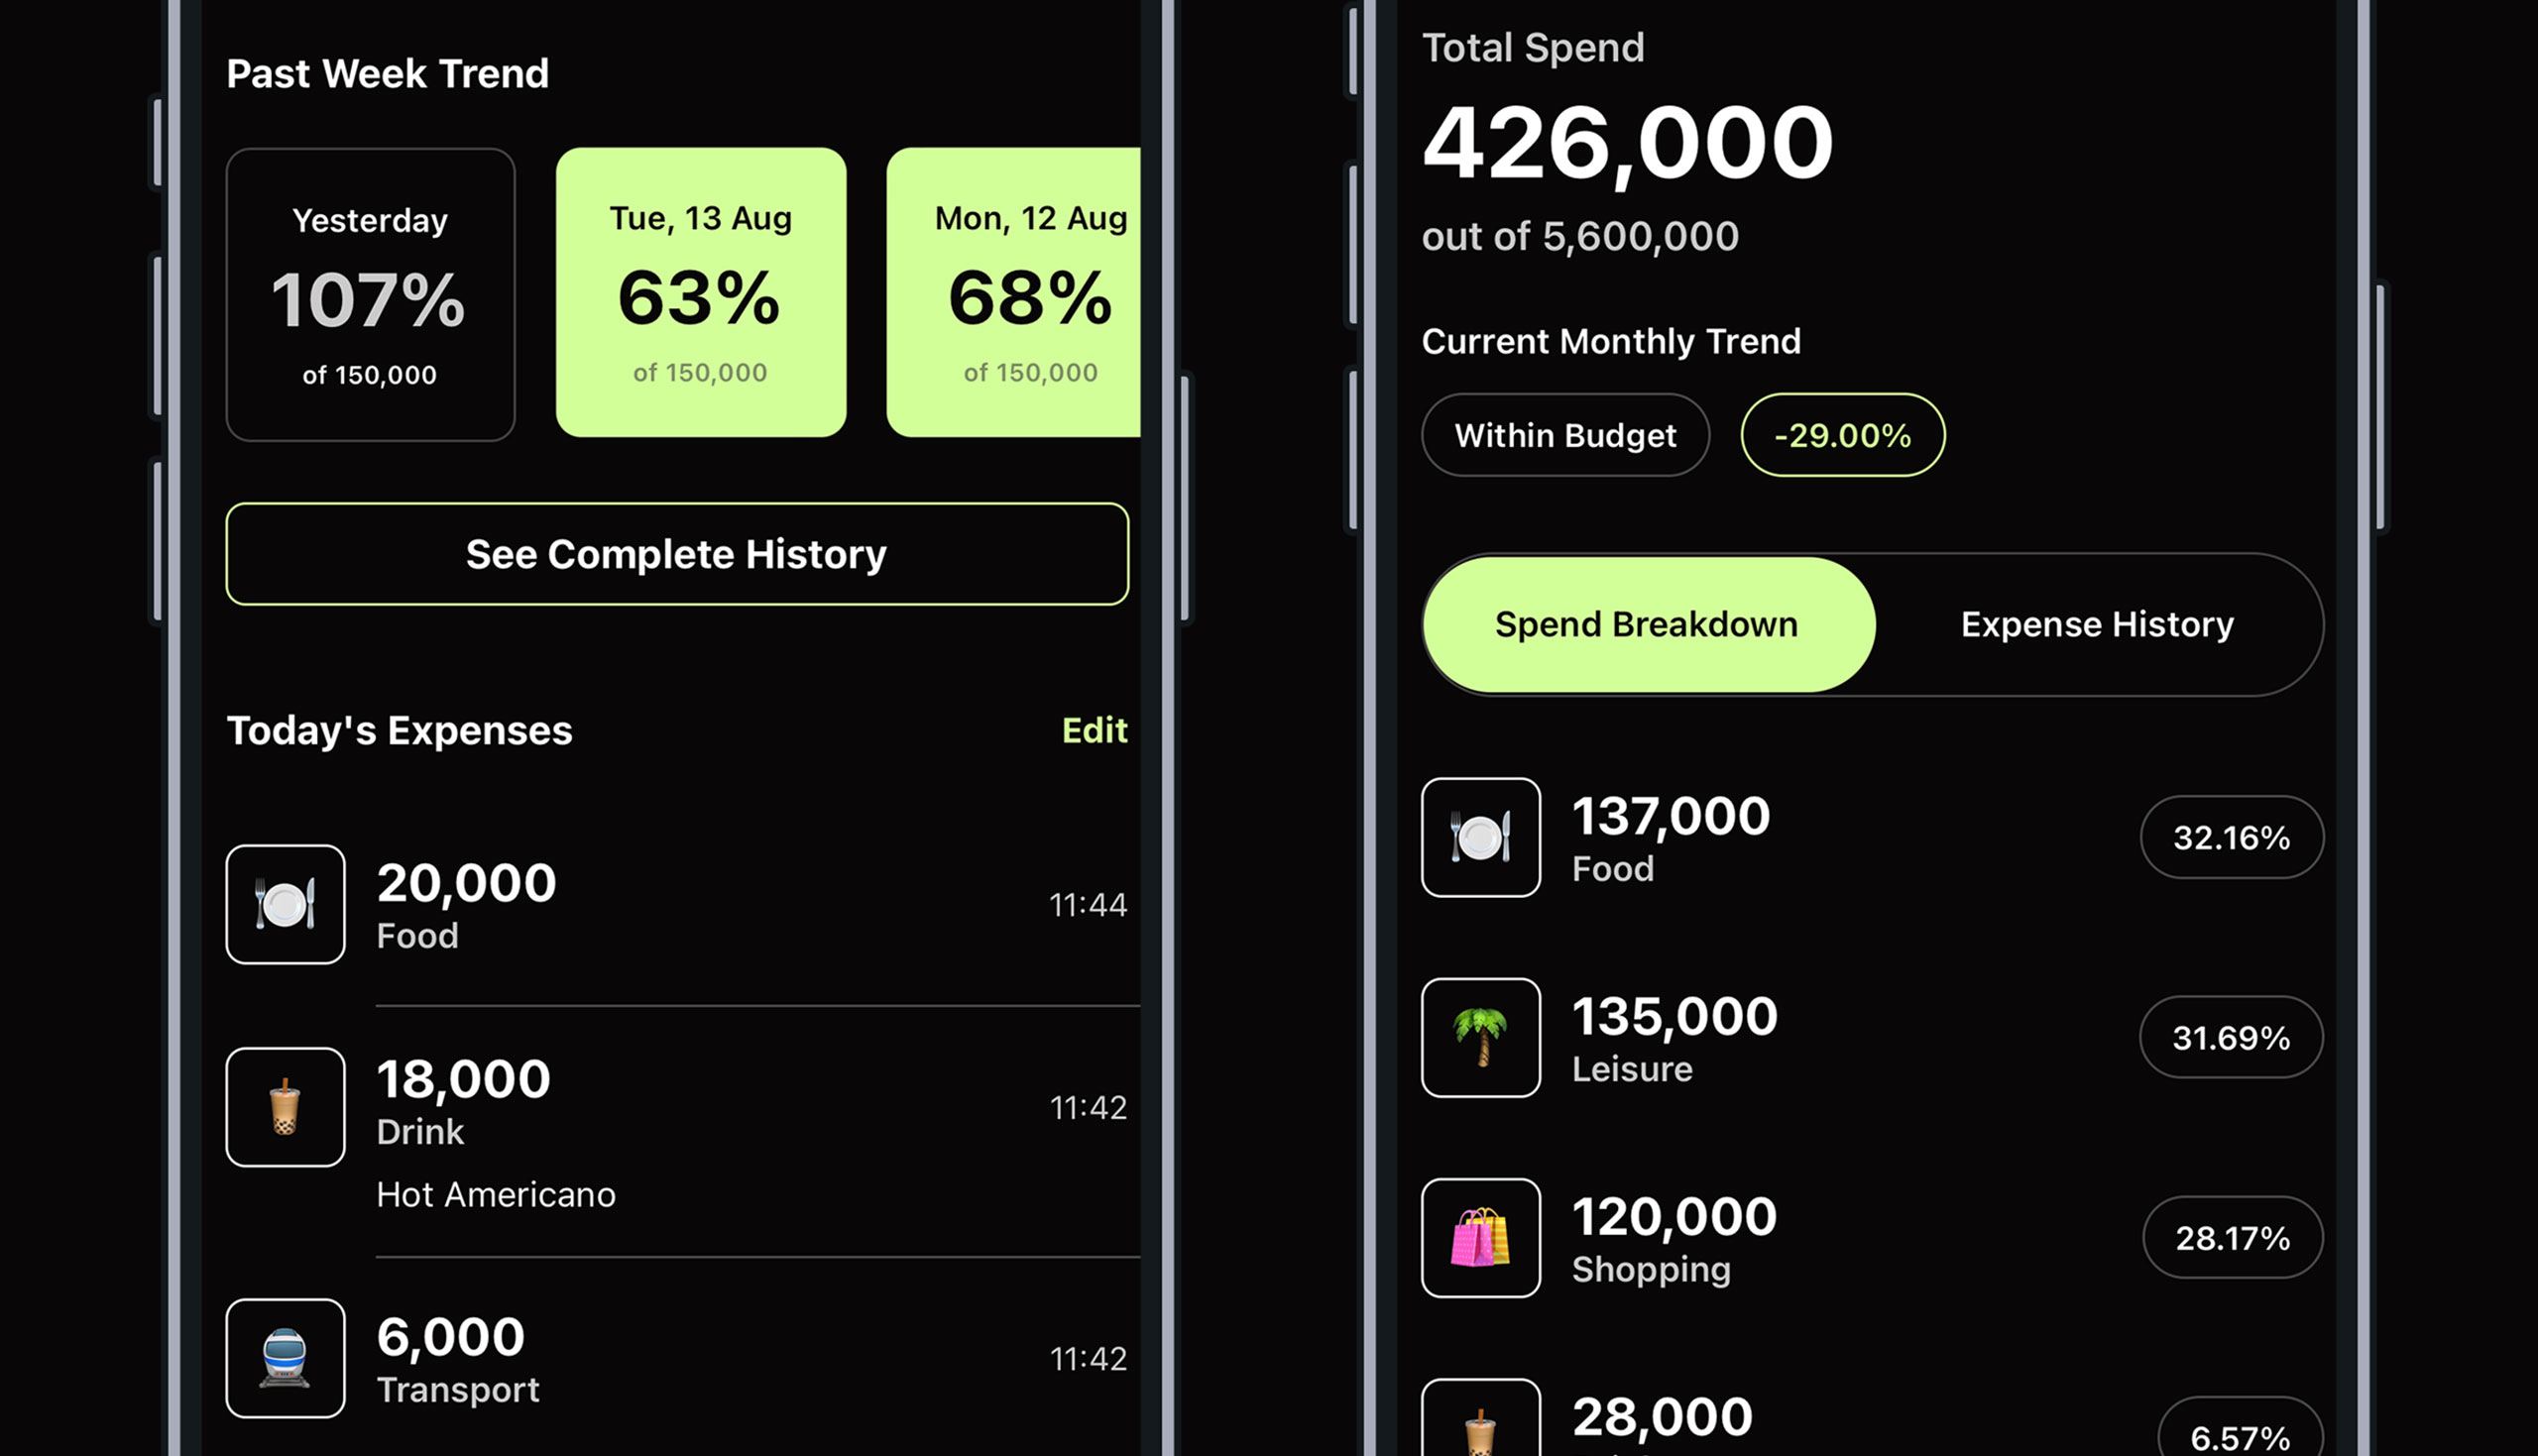 Past Week Trend
Yesterday
107%
of 150,000
Tue, 13 Aug
63%
of 150,000
Mon, 12 Aug
68%
of 150,000
See Complete History
Today's Expenses
Edit
20,000
Food
11:44
18,000
Drink
Hot Americano
11:42
6,000
Transport
11:42
Total Spend
426,000
out of 5,600,000
Current Monthly Trend
Within Budget
-29.00%
Spend Breakdown
Expense History
137,000
Food
32.16%
135,000
Leisure
31.69%
120,000
Shopping
28.17%
28,000
6.57%